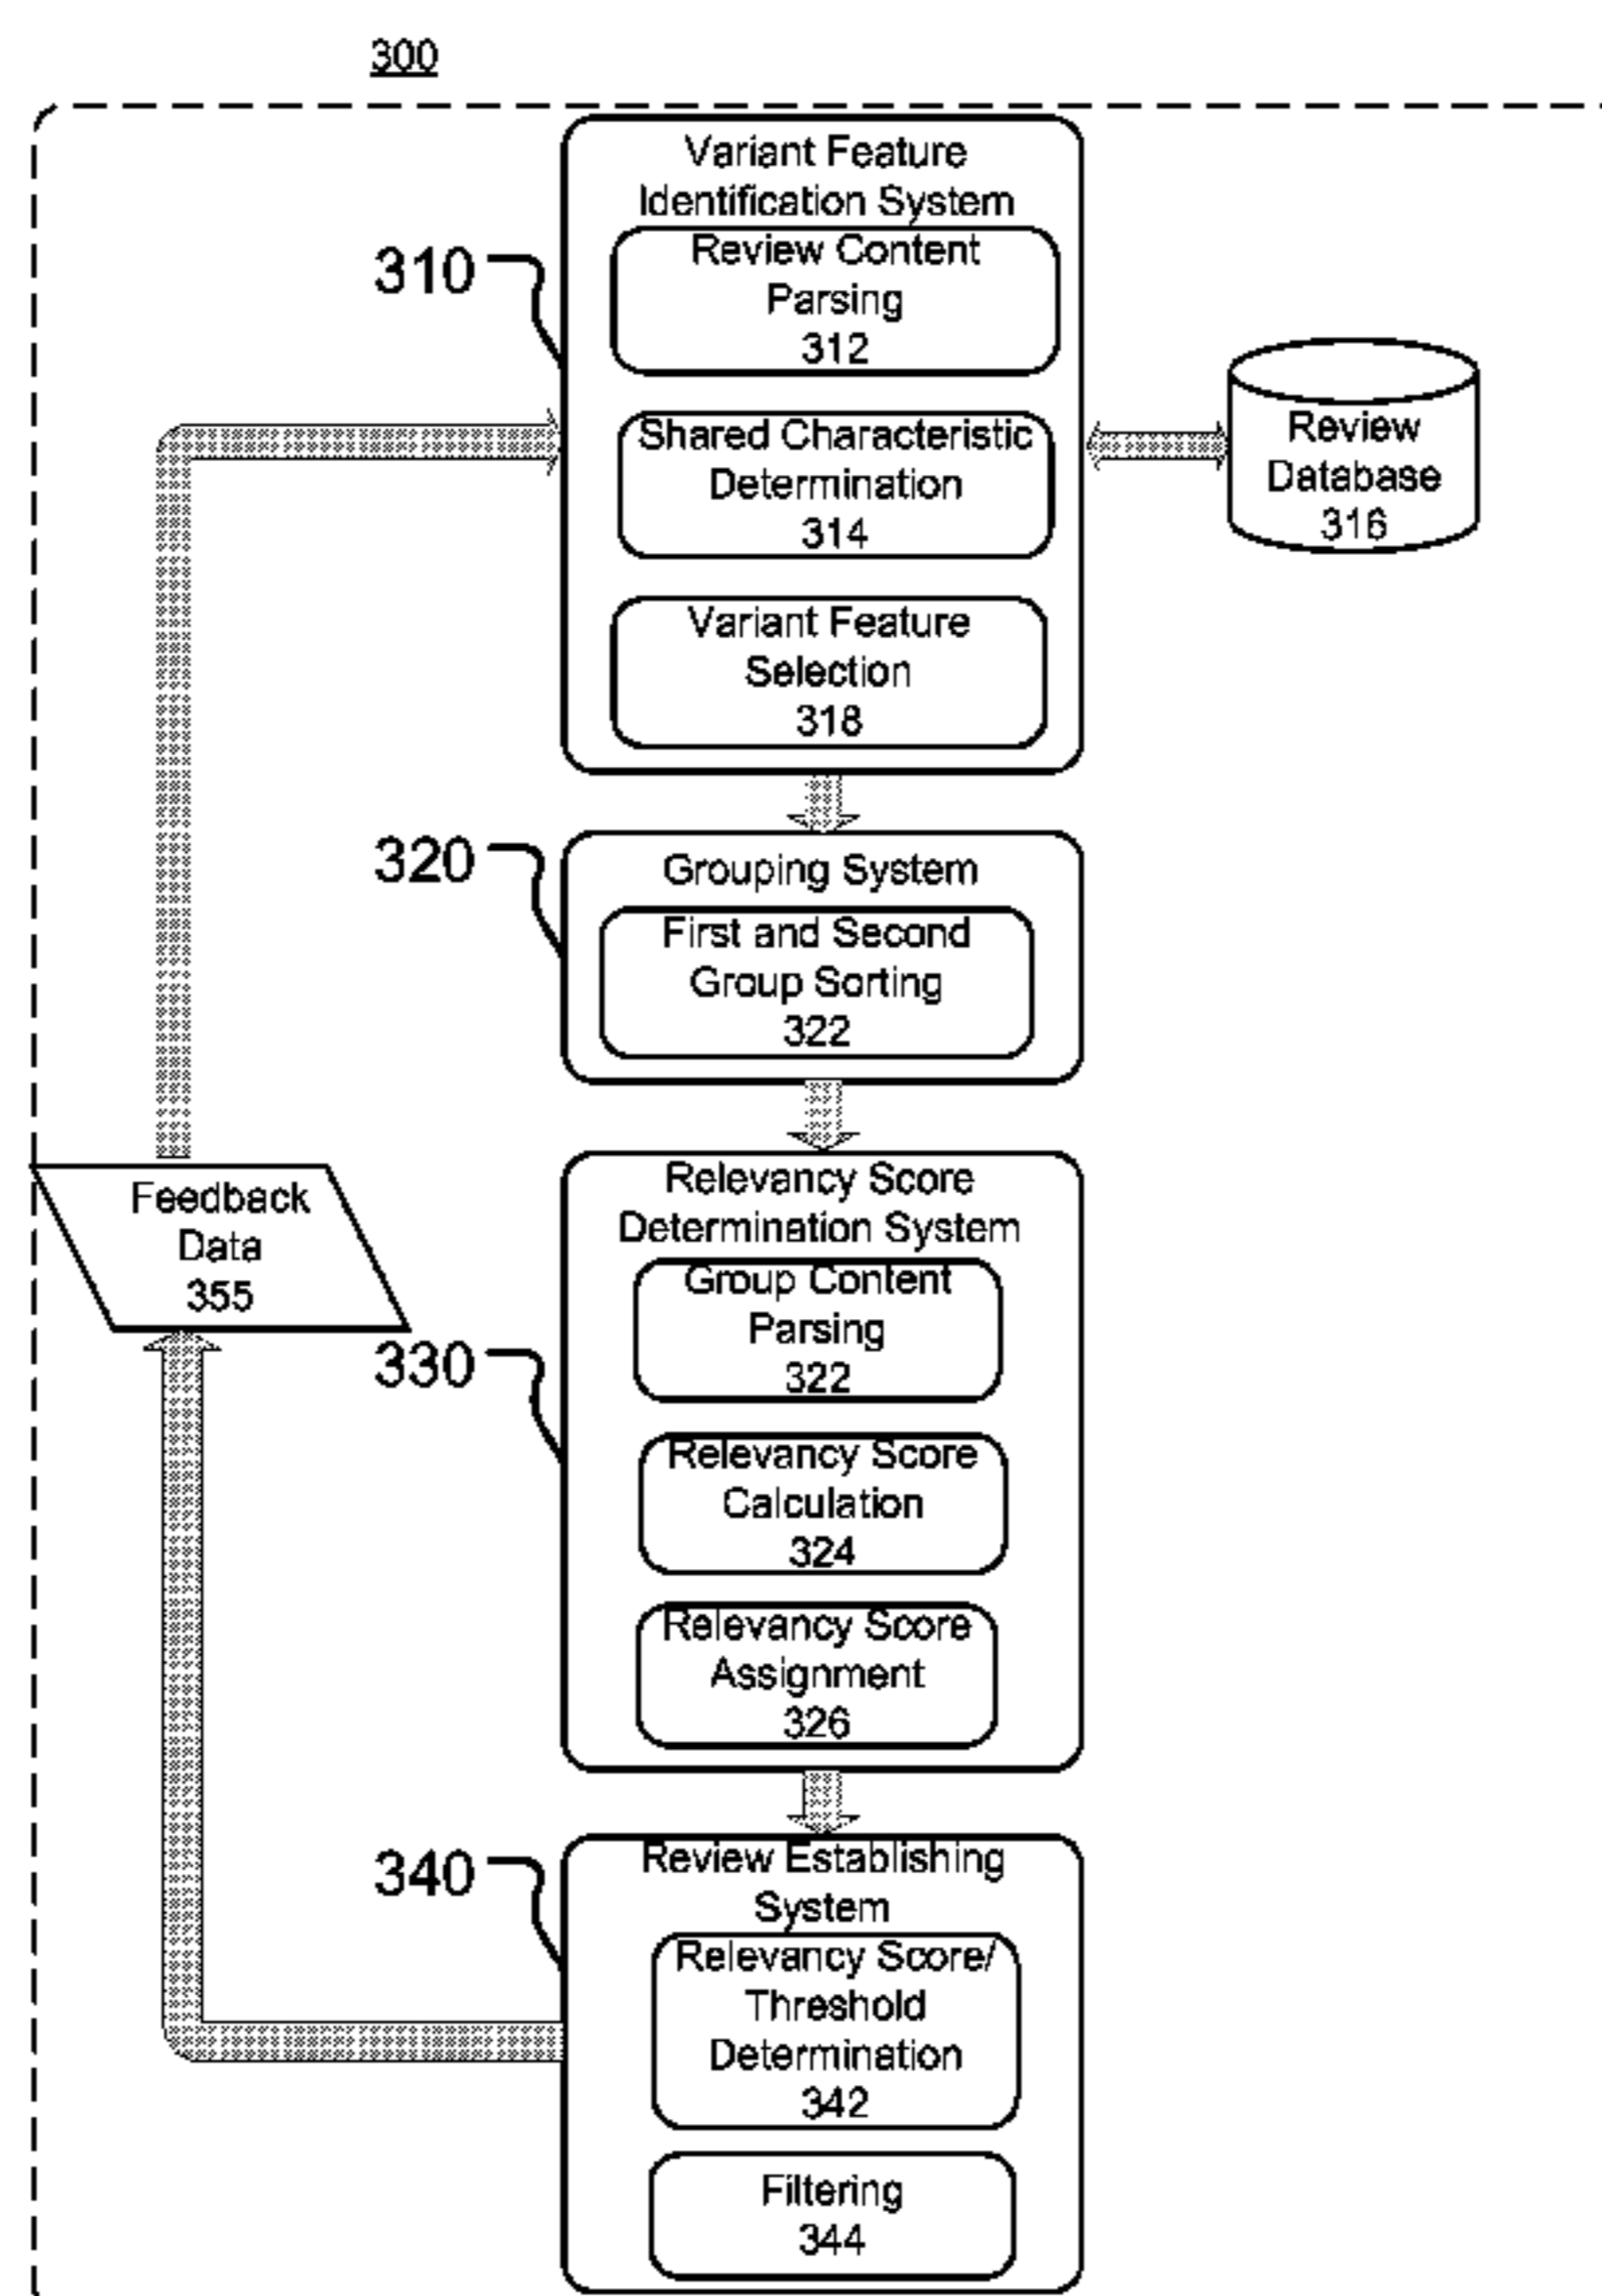 300
Variant Feature
Identification System
310
Review Content
Parsing
312
Shared Characteristic
Determination
314
Review
Database
316
Variant Feature
Selection
318
320
Grouping System
First and Second
Group Sorting
322
Relevancy Score
Determination System
Feedback
Data
355
330
Group Content
Parsing
322
Relevancy Score
Calculation
324
Relevancy Score
Assignment
326
340
Review Establishing
System
Relevancy Score/
Threshold
Determination
342
Filtering
344